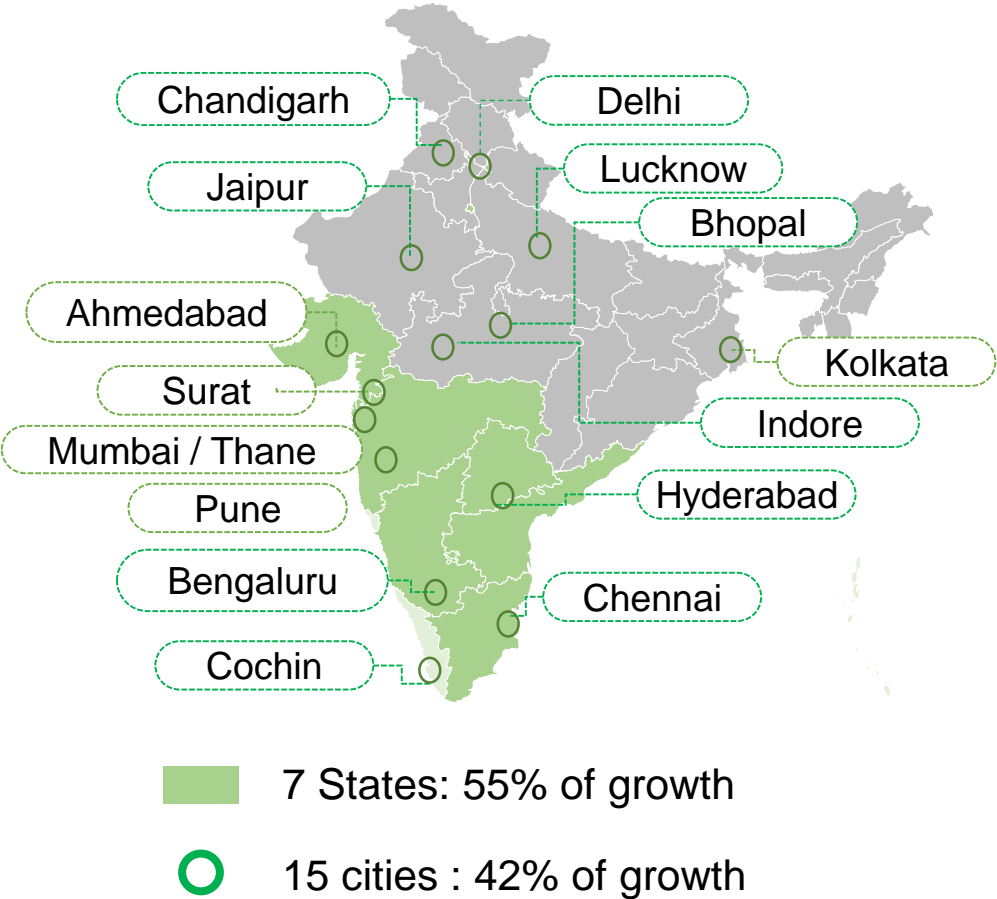 Chandigarh
Delhi
Jaipur
Lucknow
Bhopal
Ahmedabad
Kolkata
Surat
Indore
Mumbai / Thane
Hyderabad
Pune
Bengaluru
Chennai
Cochin
7 States: 55% of growth
15 cities : 42% of growth